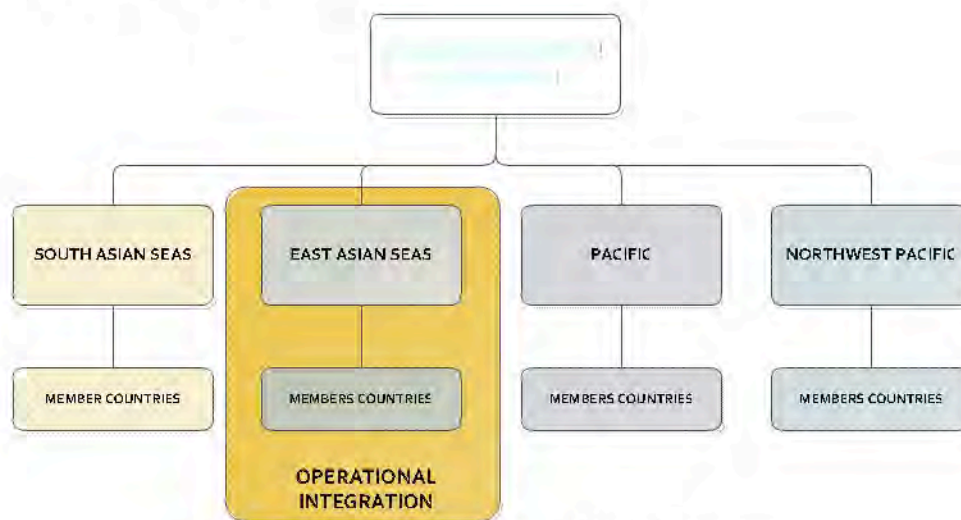 SOUTH ASIAN SEAS
EAST ASIAN SEAS
PACIFIC
NORTHWEST PACIFIC
MEMBER COUNTRIES
MEMBERS COUNTRIES
MEMBERS COUNTRIES
MEMBERS COUNTRIES
OPERATIONAL
INTEGRATION